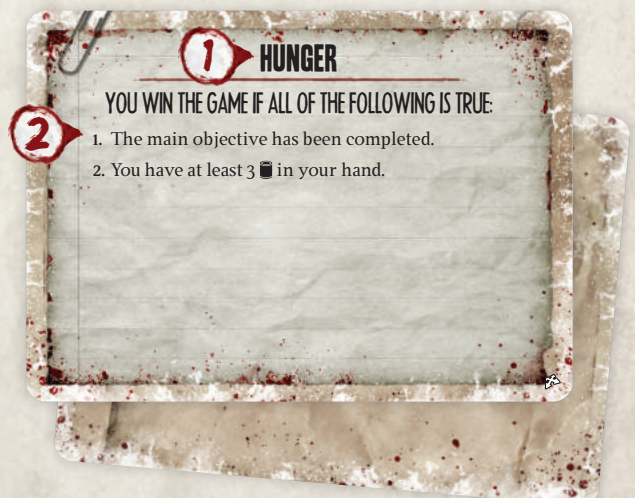 1 HUNGER
YOU WIN THE GAME IF ALL OF THE FOLLOWING IS TRUE:
2 1. The main objective has been completed.
2. You have at least 3 in your hand.